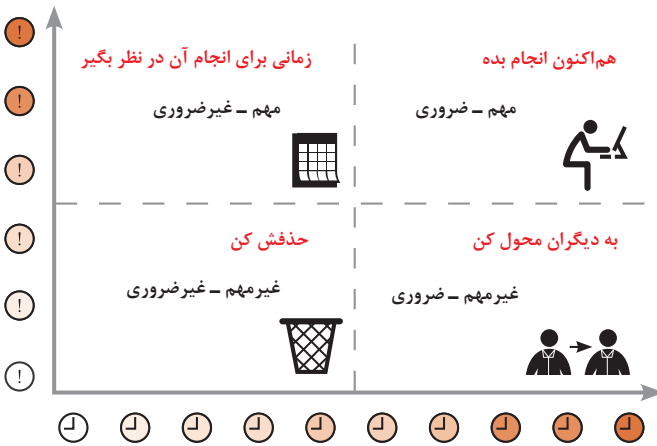 هم‌اکنون انجام بده
مهم ـ ضروری
زمانی برای انجام آن در نظر بگیر
مهم ـ غیرضروری
به دیگران محول کن
غیرمهم ـ ضروری
حذفش کن
غیرمهم ـ غیرضروری
!
!
!
!
!
!